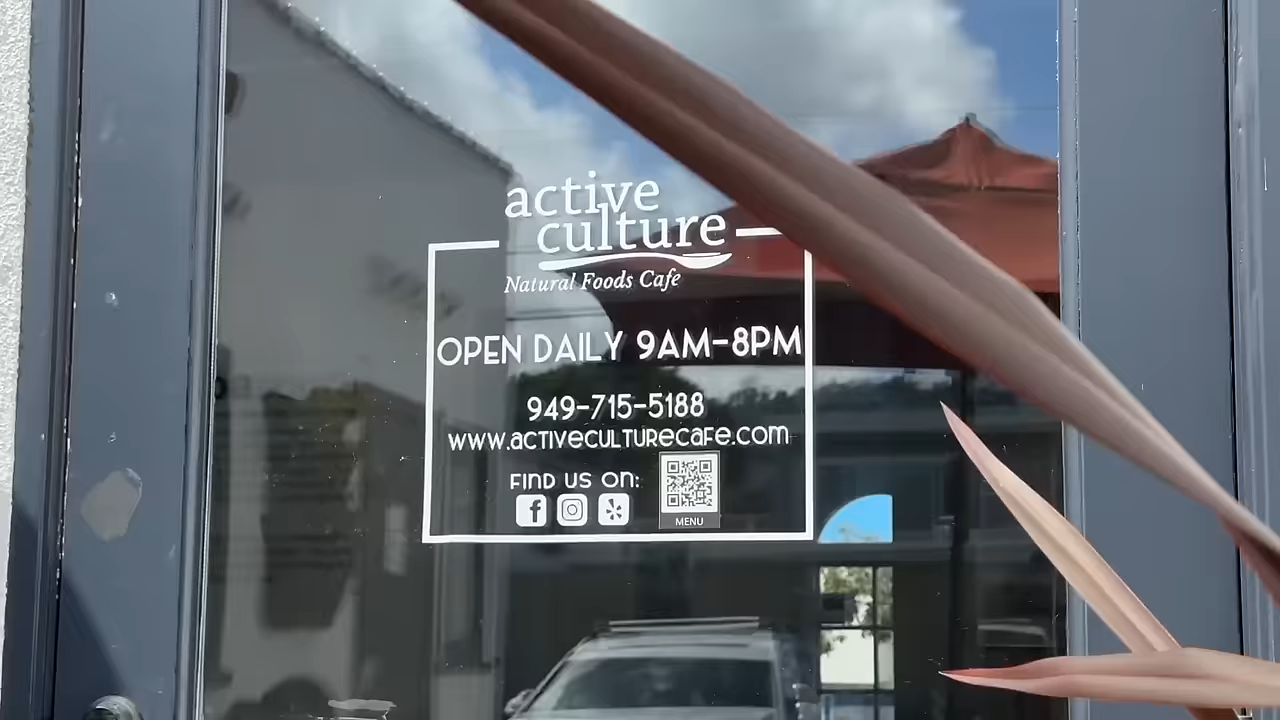 active
culture
Natural Foods Cafe
OPEN DAILY 9AM-8PM
949-715-5188
www.activeculturecafe.com
FIND US ON:
MENU